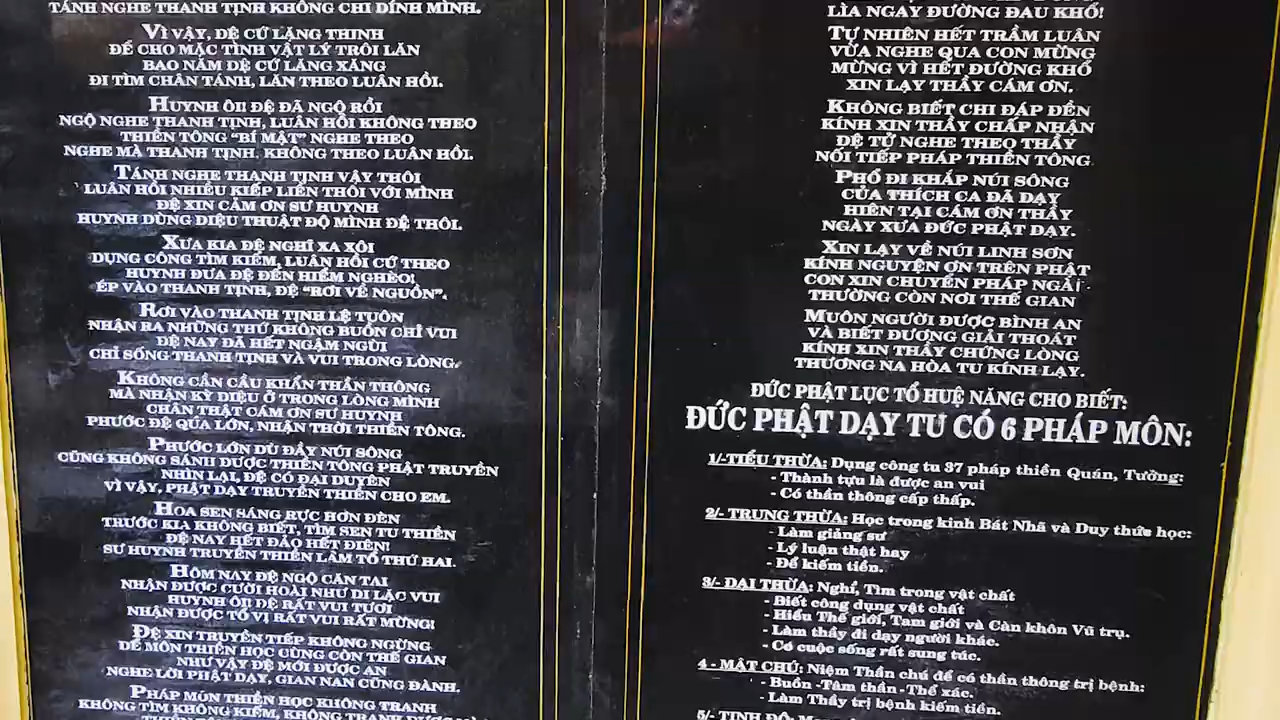 TÁNH NGHE THANH TỊNH KHÔNG CHI DÍNH MÌNH.
VÌ VẬY, ĐỆ CỨ LẶNG THINH
ĐỂ CHO MẶC TÌNH VẬT LÝ TRÔI LĂN
BAO NĂM ĐỆ CỨ LĂNG XĂNG
ĐI TÌM CHÂN TÁNH, LĂN THEO LUÂN HỒI.
HUYNH ÔI! ĐỆ ĐÃ NGỘ RỒI
NGỘ NGHE THANH TỊNH, LUÂN HỒI KHÔNG THEO
THIỀN TÔNG "BÍ MẬT" NGHE THEO
NGHE MÀ THANH TỊNH, KHÔNG THEO LUÂN HỒI.
TÁNH NGHE THANH TỊNH VẬY THÔI
LUÂN HỒI NHIỀU KIẾP LIỀN THÔI VỚI MÌNH
ĐỆ XIN CẢM ƠN SƯ HUYNH
HUYNH DÙNG DIỆU THUẬT ĐỘ MÌNH ĐỆ THÔI.
XƯA KIA ĐỆ NGHĨ XA XÔI
DỤNG CÔNG TÌM KIẾM, LUÂN HỒI CỨ THEO
HUYNH ĐƯA ĐỆ ĐẾN HIỂM NGHÈO!
ÉP VÀO THANH TỊNH, ĐỆ "RƠI VỀ NGUỒN".
RƠI VÀO THANH TỊNH LỆ TUÔN
NHẬN RA NHỮNG THỨ KHÔNG BUỒN CHỈ VUI
ĐỆ NAY ĐÃ HẾT NGẬM NGÙI
CHỈ SỐNG THANH TỊNH VÀ VUI TRONG LÒNG.
KHÔNG CẦN CẦU KHẨN THẦN THÔNG
MÀ NHẬN KỲ DIỆU Ở TRONG LÒNG MÌNH
CHÂN THẬT CÁM ƠN SƯ HUYNH
PHƯỚC ĐỆ QÚA LỚN, NHẬN THỜI THIỀN TÔNG.
PHƯỚC LỚN DÙ ĐẦY NÚI SÔNG
CŨNG KHÔNG SÁNH ĐƯỢC THIỀN TÔNG PHẬT TRUYỀN
NHÌN LẠI, ĐỆ CÓ ĐẠI DUYÊN
VÌ VẬY, PHẬT DẠY TRUYỀN THIỀN CHO EM.
HOA SEN SÁNG RỰC HƠN ĐÈN
TRƯỚC KIA KHÔNG BIẾT, TÌM SEN TU THIỀN
ĐỆ NAY HẾT ĐẢO HẾT ĐIÊN!
SƯ HUYNH TRUYỀN THIỀN LÀM TỔ THỨ HAI.
HÔM NAY ĐỆ NGỘ CĂN TAI
NHẬN ĐƯỢC CƯỜI HOÀI NHƯ DI LẠC VUI
HUYNH ÔI! ĐỆ RẤT VUI TƯƠI
NHẬN ĐƯỢC TỔ VỊ RẤT VUI RẤT MỪNG!
ĐỆ XIN TRUYỀN TIẾP KHÔNG NGỪNG
ĐỂ MÔN THIỀN HỌC CÙNG CÒN THẾ GIAN
NHƯ VẬY ĐỆ MỚI ĐƯỢC AN
NGHE LỜI PHẬT DẠY, GIAN NAN CŨNG ĐÀNH.
PHÁP MÔN THIỀN HỌC KHÔNG TRANH
KHÔNG TÌM KHÔNG KIẾM, KHÔNG TRANH ĐƯỢC
LÌA NGAY ĐƯỜNG ĐAU KHỔ!
TỰ NHIÊN HẾT TRẦM LUÂN
VỪA NGHE QUA CON MỪNG
MỪNG VÌ HẾT ĐƯỜNG KHỔ
XIN LẠY THẦY CÁM ƠN.
KHÔNG BIẾT CHI ĐÁP ĐỀN
KÍNH XIN THẦY CHẤP NHẬN
ĐỆ TỬ NGHE THEO THẦY
NỐI TIẾP PHÁP THIỀN TÔNG
PHỔ ĐI KHẮP NÚI SÔNG
CỦA THÍCH CA ĐÃ DẠY
HIỆN TẠI CÁM ƠN THẦY
NGÀY XƯA ĐỨC PHẬT DẠY.
XIN LẠY VỀ NÚI LINH SƠN
KÍNH NGUYỆN ƠN TRÊN PHẬT
CON XIN CHUYỂN PHÁP NGÀI
THƯỜNG CÒN NƠI THẾ GIAN
MUÔN NGƯỜI ĐƯỢC BÌNH AN
VÀ BIẾT ĐƯỢNG GIẢI THOÁT
KÍNH XIN THẦY CHỨNG LÒNG
THƯƠNG NA HÒA TU KÍNH LẠY.
ĐỨC PHẬT LỤC TỔ HUỆ NĂNG CHO BIẾT:
ĐỨC PHẬT DẠY TU CÓ 6 PHÁP MÔN:
1/-TIỂU THỪA: Dụng công tu 37 pháp thiền Quán, Tưởng:
- Thành tựu là được an vui
- Có thần thông cấp thấp.
2/- TRUNG THỪA: Học trong kinh Bát Nhã và Duy thức học:
- Làm giảng sư
- Lý luận thật hay
- Để kiếm tiền.
3/- ĐẠI THỪA: Nghĩ, Tìm trong vật chất
- Biết công dụng vật chất
- Hiểu Thế giới, Tam giới và Càn khôn Vũ trụ.
- Làm thầy đi dạy người khác.
- Có cuộc sống rất sung túc.
4 - MẬT CHÚ: Niệm Thần chú để có thần thông trị bệnh:
- Buồn -Tâm thần -Thể xác.
- Làm Thầy trị bệnh kiếm tiền.
5/- TỊNH ĐỘ: